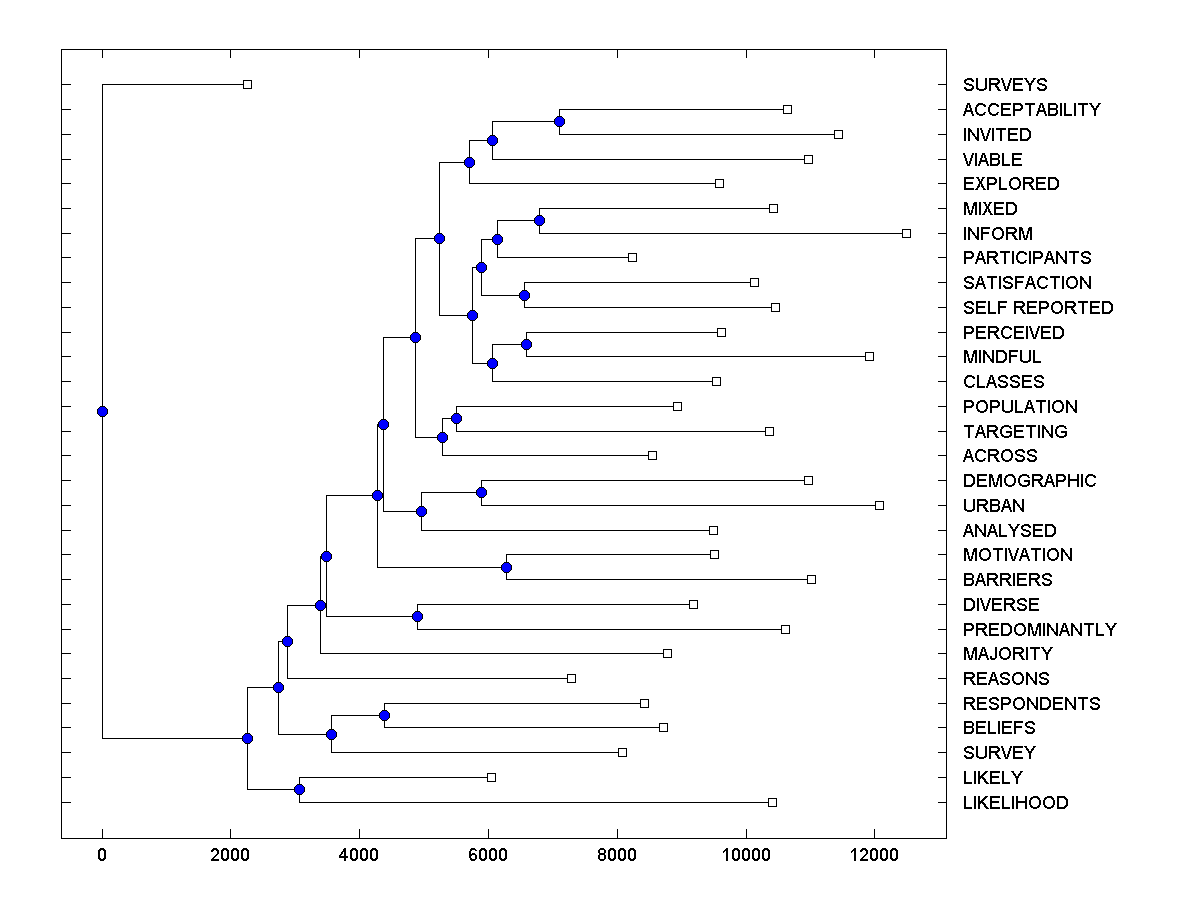 SURVEYS
ACCEPTABILITY
INVITED
VIABLE
EXPLORED
MIXED
INFORM
PARTICIPANTS
SATISFACTION
SELF REPORTED
PERCEIVED
MINDFUL
CLASSES
POPULATION
TARGETING
ACROSS
DEMOGRAPHIC
URBAN
ANALYSED
MOTIVATION
BARRIERS
DIVERSE
PREDOMINANTLY
MAJORITY
REASONS
RESPONDENTS
BELIEFS
SURVEY
LIKELY
LIKELIHOOD
0 2000 4000 6000 8000 10000 12000